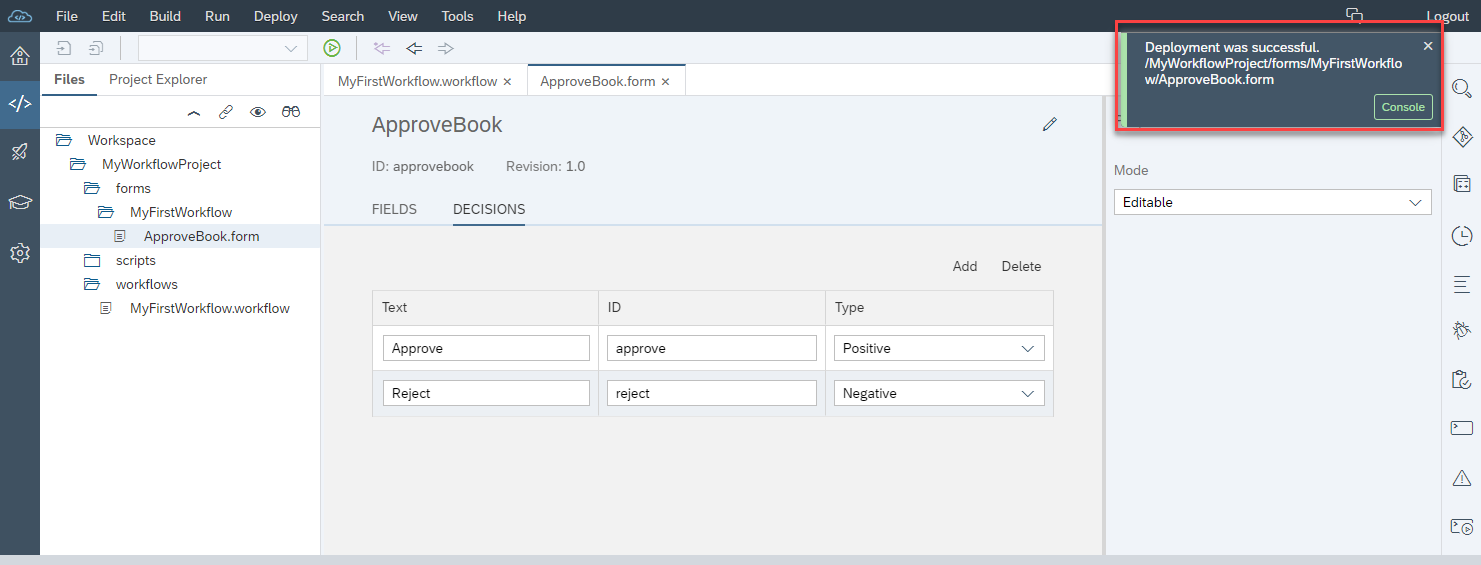 File Edit Build Run Deploy Search View Tools Help Logout
Deployment was successful.
/MyWorkflowProject/forms/MyFirstWorkflo
w/ApproveBook.form
Console
Files Project Explorer
MyFirstWorkflow.workflow
ApproveBook.form
Workspace
MyWorkflowProject
forms
MyFirstWorkflow
ApproveBook.form
scripts
workflows
MyFirstWorkflow.workflow
ApproveBook
ID: approvebook Revision: 1.0
FIELDS DECISIONS
Add Delete
Text ID Type
Approve approve Positive
Reject reject Negative
Mode
Editable